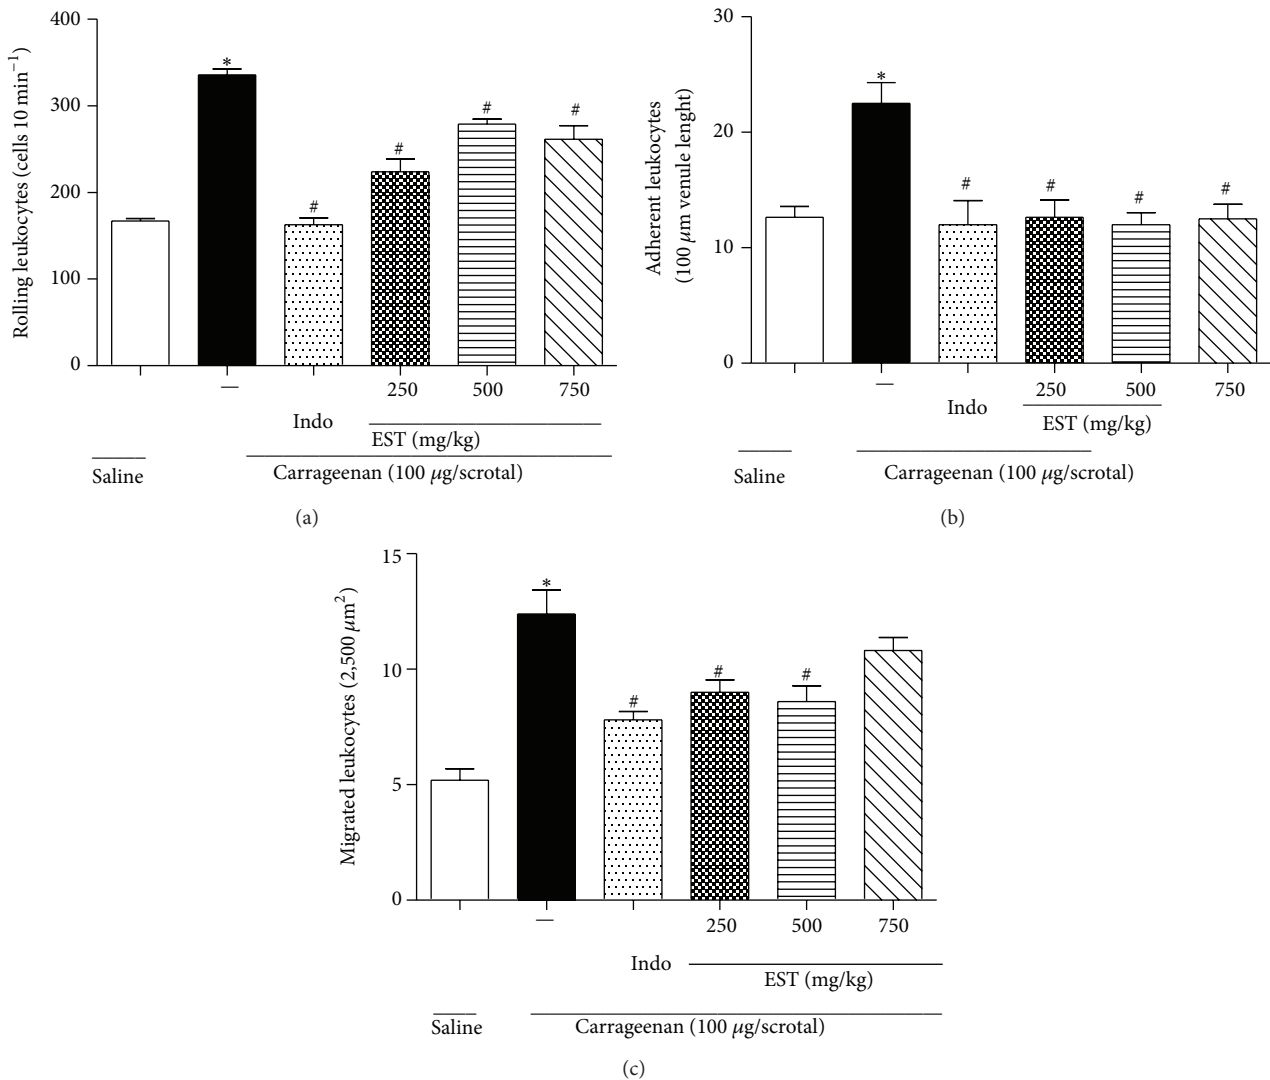 400
300
200
100
0
Rolling leukocytes (cells 10 min⁻¹)
*
#
#
#
#
— 250 500 750
Indo
EST (mg/kg)
Saline
Carrageenan (100 μg/scrotal)
(a)
30
20
10
0
Adherent leukocytes
(100 μm venule lenght)
*
#
#
#
#
— 250 500 750
Indo
EST (mg/kg)
Saline
Carrageenan (100 μg/scrotal)
(b)
15
10
5
0
Migrated leukocytes (2,500 μm²)
*
#
#
#
— 250 500 750
Indo
EST (mg/kg)
Saline
Carrageenan (100 μg/scrotal)
(c)